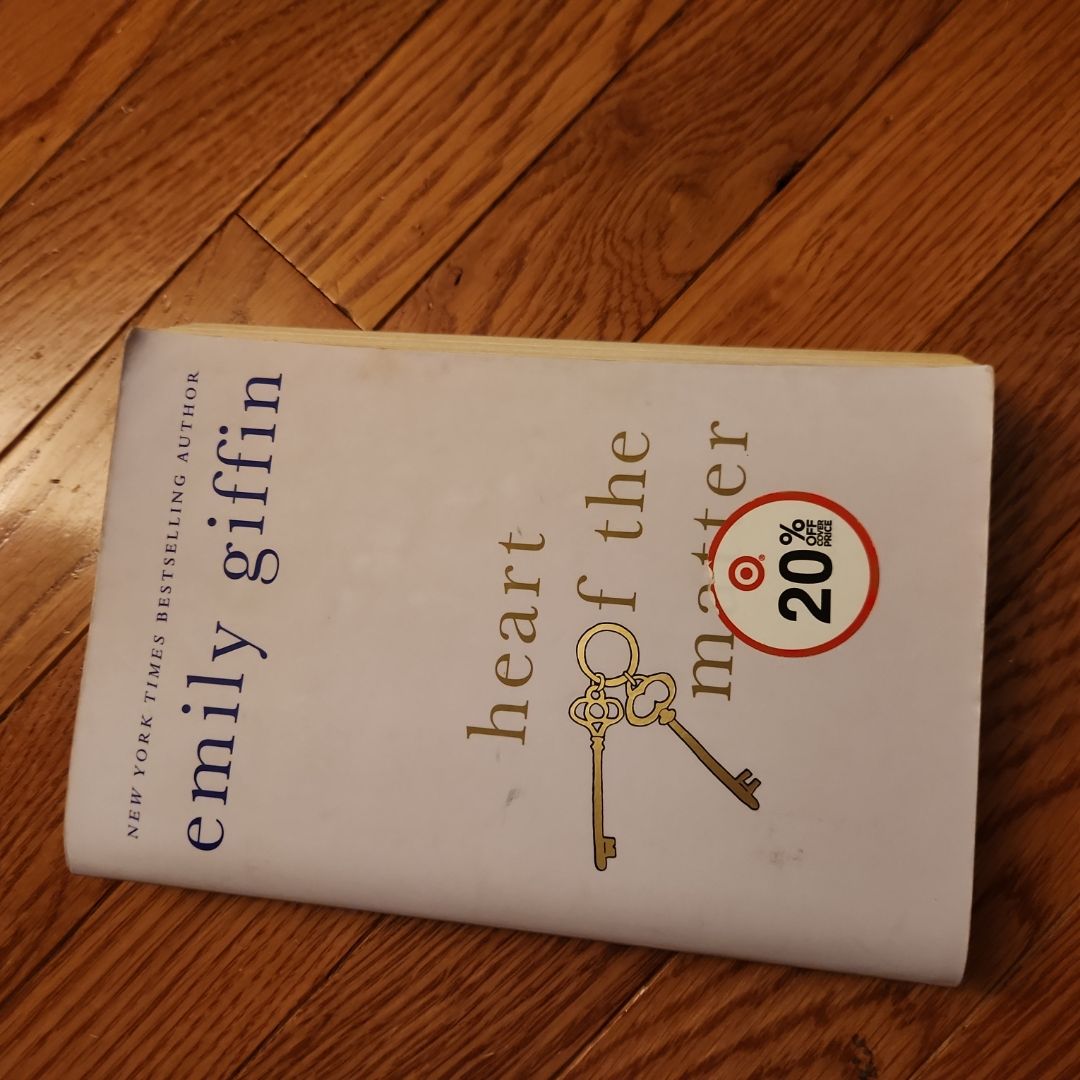 NEW YORK TIMES BESTSELLING AUTHOR
emily giffin
heart
of the
matter
20% OFF COVER PRICE